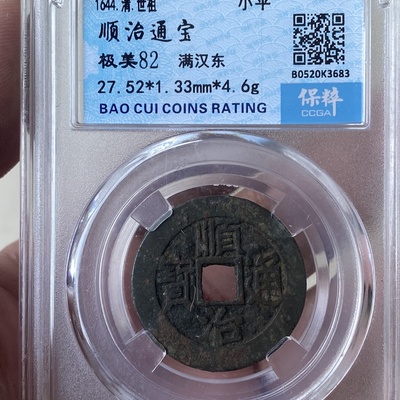 1644.清.世祖 小平
顺治通宝
极美82 满汉东
27.52*1.33mm*4.6g
BAO CUI COINS RATING
B0520K3683
保粹
CCGA
順治通寳